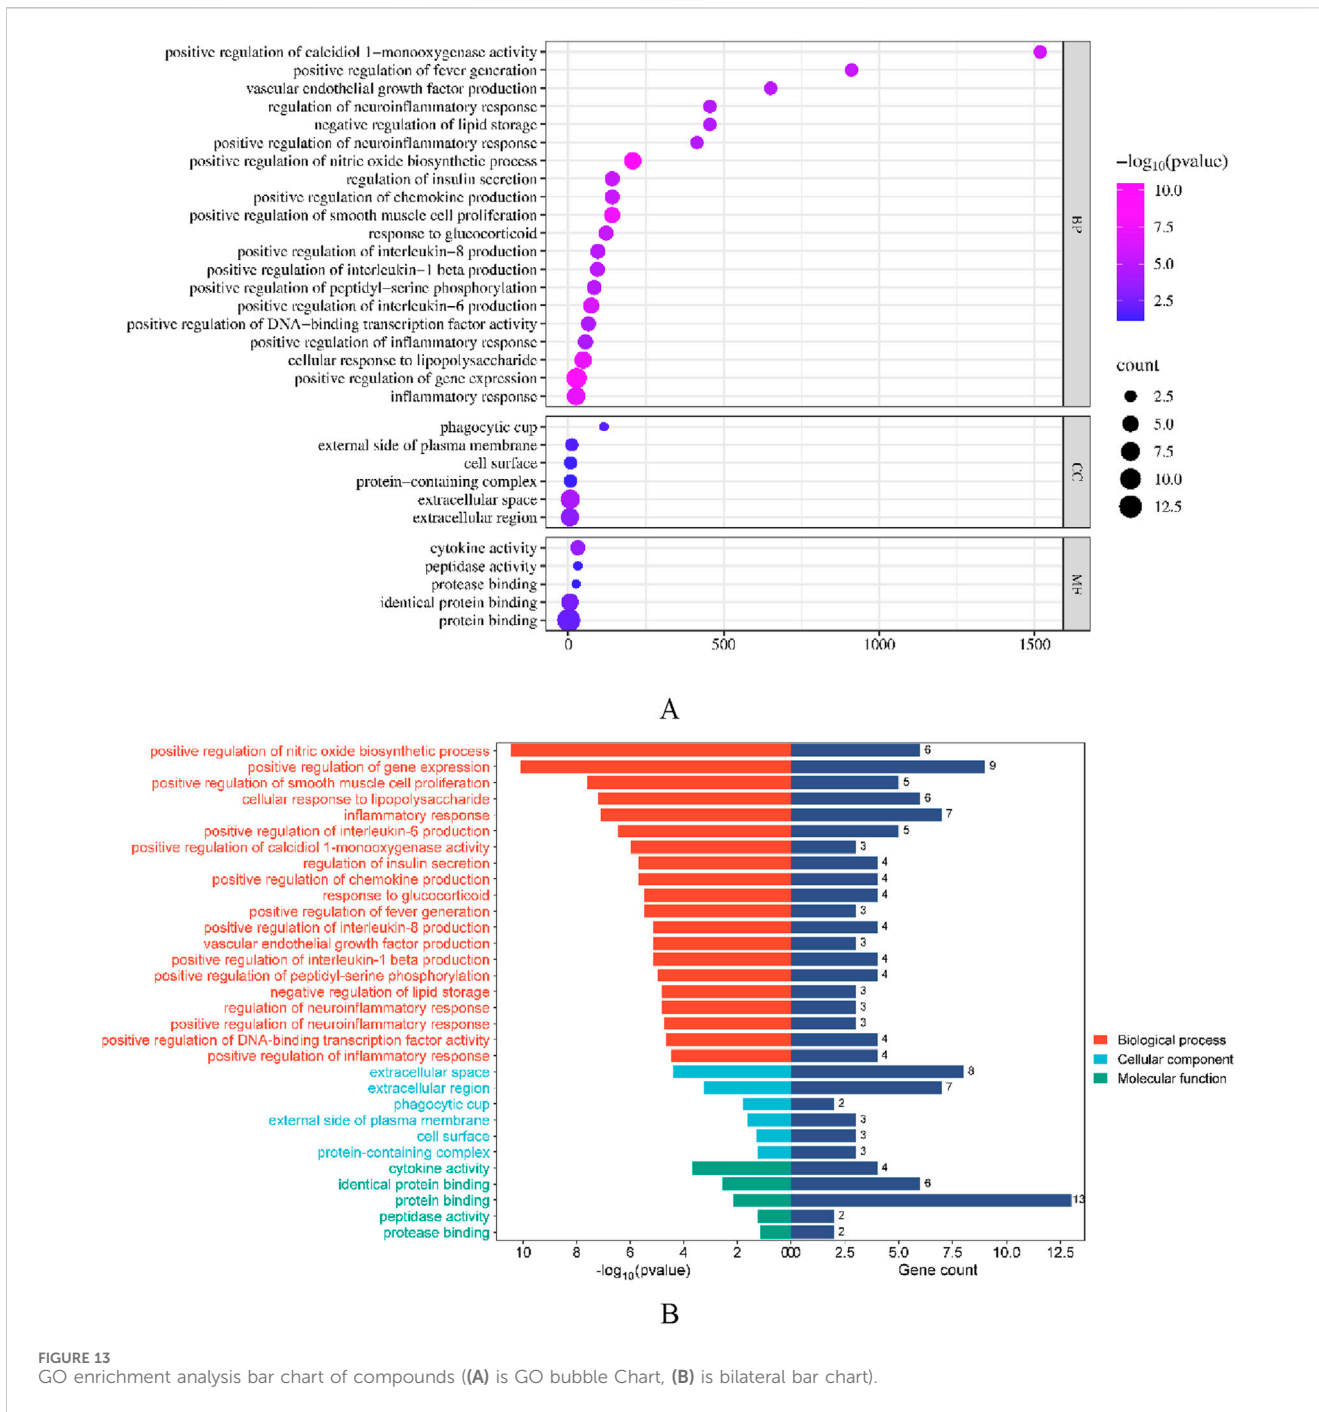 positive regulation of calcidiol 1−monooxygenase activity
positive regulation of fever generation
vascular endothelial growth factor production
regulation of neuroinflammatory response
negative regulation of lipid storage
positive regulation of neuroinflammatory response
positive regulation of nitric oxide biosynthetic process
regulation of insulin secretion
positive regulation of chemokine production
positive regulation of smooth muscle cell proliferation
response to glucocorticoid
positive regulation of interleukin−8 production
positive regulation of interleukin−1 beta production
positive regulation of peptidyl−serine phosphorylation
positive regulation of interleukin−6 production
positive regulation of DNA−binding transcription factor activity
positive regulation of inflammatory response
cellular response to lipopolysaccharide
positive regulation of gene expression
inflammatory response
BP
phagocytic cup
external side of plasma membrane
cell surface
protein−containing complex
extracellular space
extracellular region
CC
cytokine activity
peptidase activity
protease binding
identical protein binding
protein binding
MF
0 500 1000 1500
−log10(pvalue)
10.0
7.5
5.0
2.5
count
2.5
5.0
7.5
10.0
12.5
A
positive regulation of nitric oxide biosynthetic process 6
positive regulation of gene expression 9
positive regulation of smooth muscle cell proliferation 5
cellular response to lipopolysaccharide 6
inflammatory response 7
positive regulation of interleukin-6 production 5
positive regulation of calcidiol 1-monooxygenase activity 3
regulation of insulin secretion 4
positive regulation of chemokine production 4
response to glucocorticoid 4
positive regulation of fever generation 3
positive regulation of interleukin-8 production 4
vascular endothelial growth factor production 3
positive regulation of interleukin-1 beta production 4
positive regulation of peptidyl-serine phosphorylation 4
negative regulation of lipid storage 3
regulation of neuroinflammatory response 3
positive regulation of neuroinflammatory response 3
positive regulation of DNA-binding transcription factor activity 4
positive regulation of inflammatory response 4
extracellular space 8
extracellular region 7
phagocytic cup 2
external side of plasma membrane 3
cell surface 3
protein-containing complex 3
cytokine activity 4
identical protein binding 6
protein binding 13
peptidase activity 2
protease binding 2
10 8 6 4 2 0 0.0 2.5 5.0 7.5 10.0 12.5
-log10(pvalue) Gene count
Biological process
Cellular component
Molecular function
B
FIGURE 13
GO enrichment analysis bar chart of compounds ((A) is GO bubble Chart, (B) is bilateral bar chart).